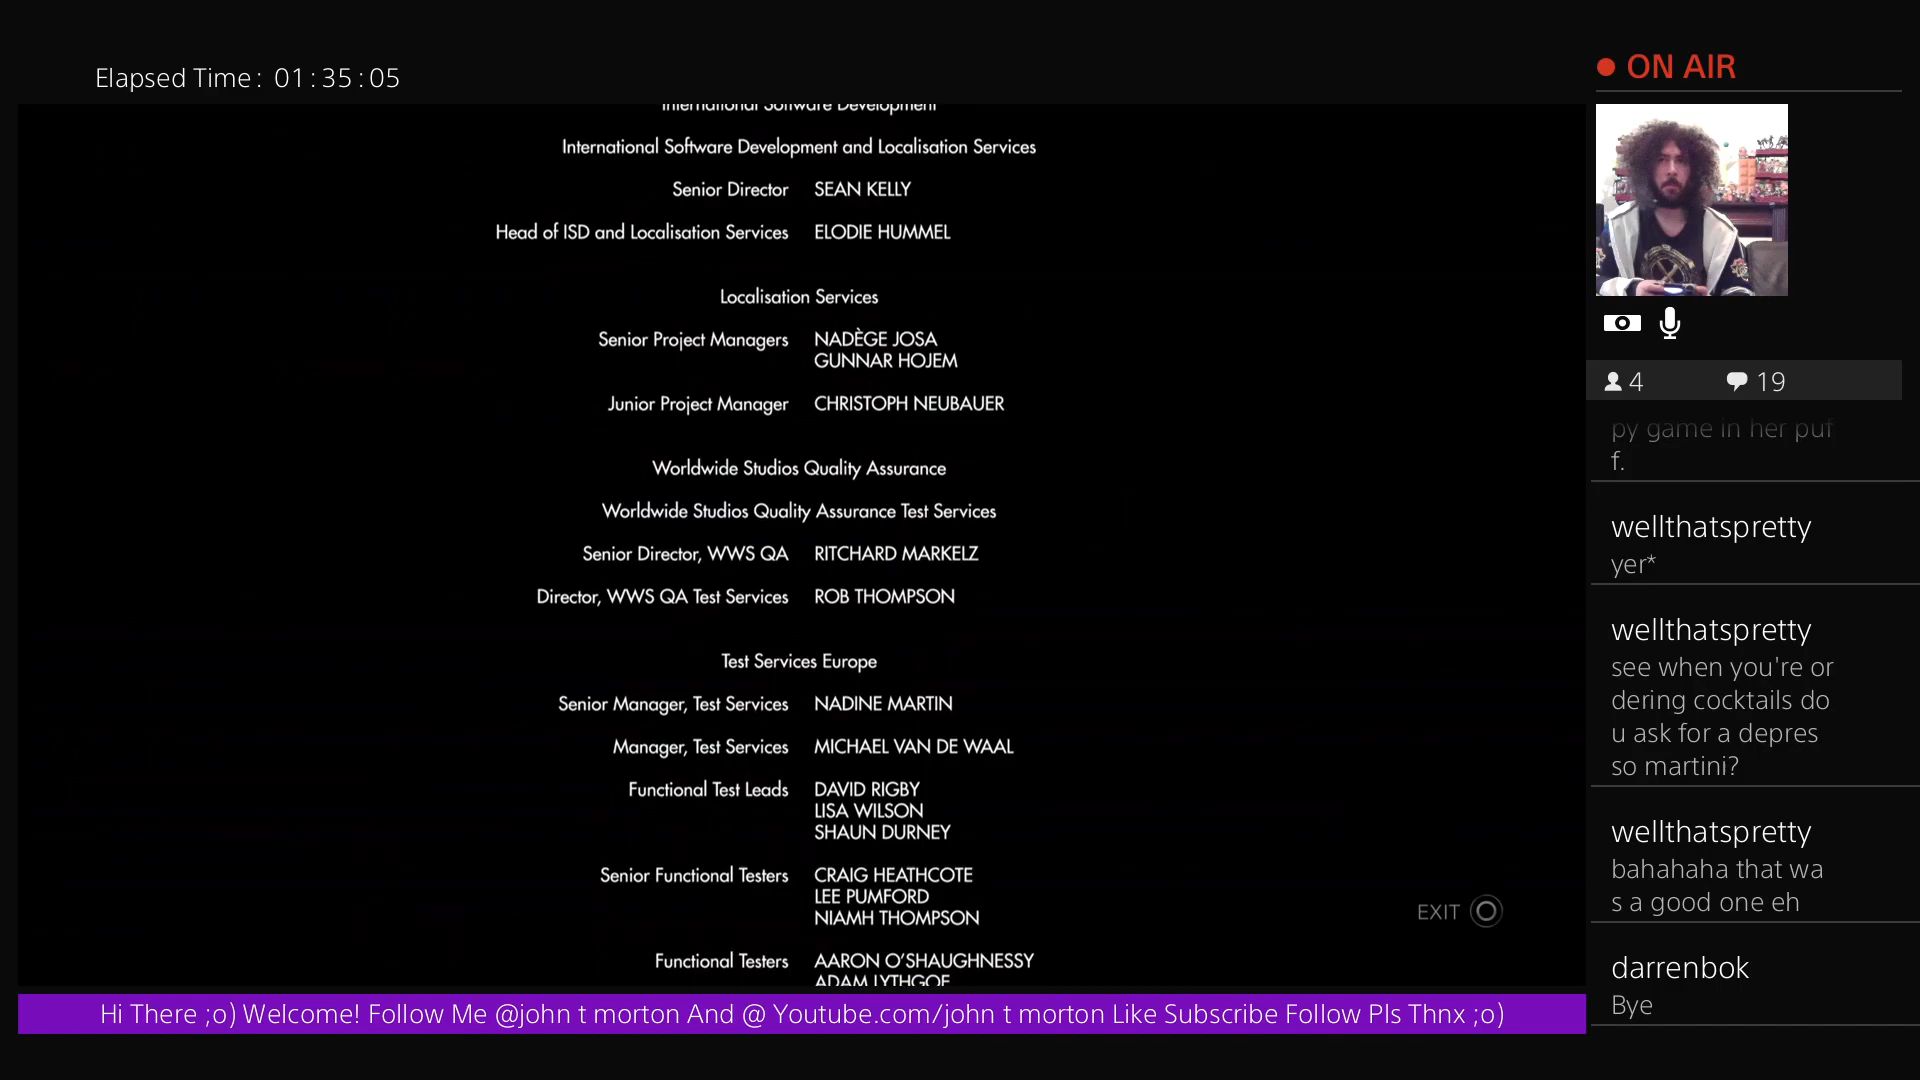 Elapsed Time: 01:35:05
ON AIR
International Software Development
International Software Development and Localisation Services
Senior Director SEAN KELLY
Head of ISD and Localisation Services ELODIE HUMMEL
Localisation Services
Senior Project Managers NADÈGE JOSA
GUNNAR HOJEM
Junior Project Manager CHRISTOPH NEUBAUER
Worldwide Studios Quality Assurance
Worldwide Studios Quality Assurance Test Services
Senior Director, WWS QA RITCHARD MARKELZ
Director, WWS QA Test Services ROB THOMPSON
Test Services Europe
Senior Manager, Test Services NADINE MARTIN
Manager, Test Services MICHAEL VAN DE WAAL
Functional Test Leads DAVID RIGBY
LISA WILSON
SHAUN DURNEY
Senior Functional Testers CRAIG HEATHCOTE
LEE PUMFORD
NIAMH THOMPSON
Functional Testers AARON O'SHAUGHNESSY
ADAM LYTHGOE
EXIT
4 19
py game in her puf
f.
wellthatspretty
yer*
wellthatspretty
see when you're or
dering cocktails do
u ask for a depres
so martini?
wellthatspretty
bahahaha that wa
s a good one eh
darrenbok
Bye
Hi There ;o) Welcome! Follow Me @john t morton And @ Youtube.com/john t morton Like Subscribe Follow Pls Thnx ;o)